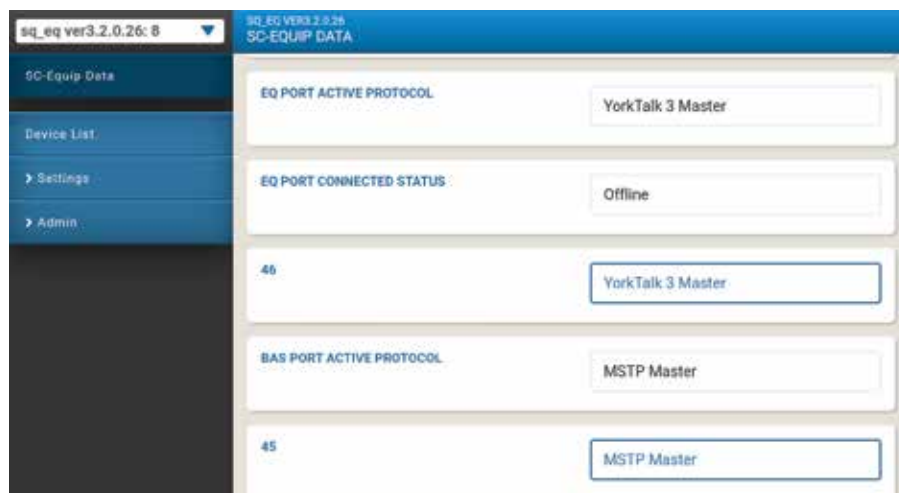 sq_eq ver3.2.0.26: 8
SQ_EQ VER3.2.0.26
SC-EQUIP DATA
SC-Equip Data
Device List
Settings
Admin
EQ PORT ACTIVE PROTOCOL
YorkTalk 3 Master
EQ PORT CONNECTED STATUS
Offline
46
YorkTalk 3 Master
BAS PORT ACTIVE PROTOCOL
MSTP Master
45
MSTP Master